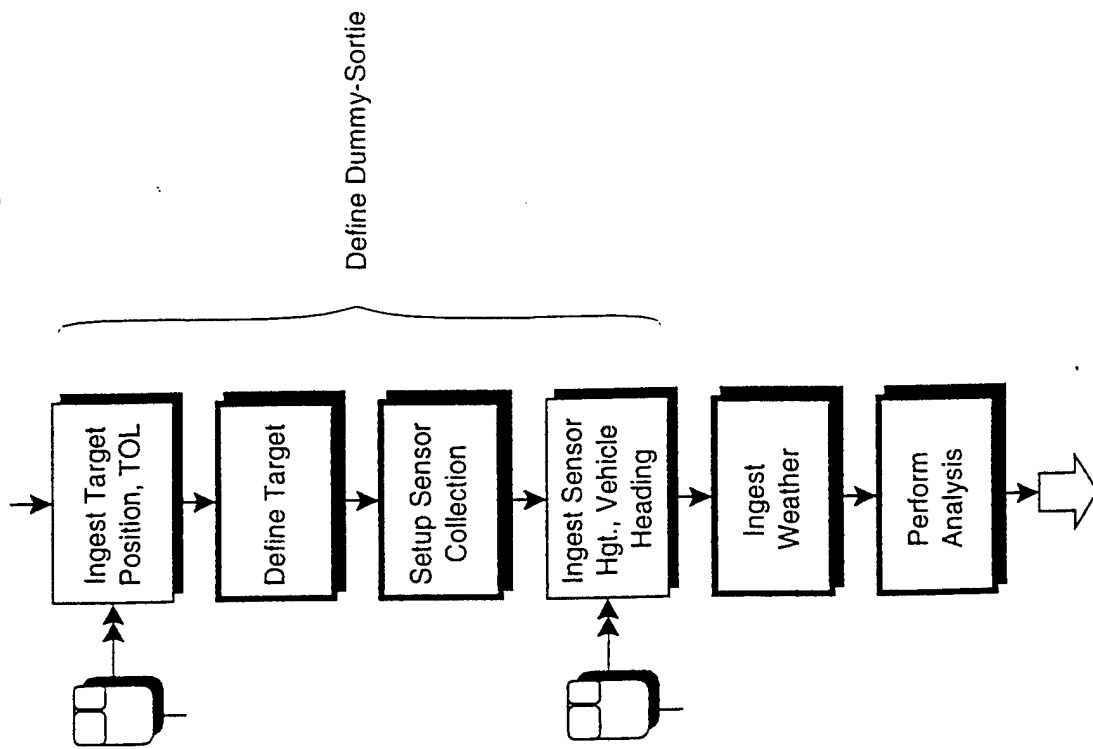 Ingest Target
Position, TOL
Define Target
Setup Sensor
Collection
Ingest Sensor
Hgt., Vehicle
Heading
Ingest
Weather
Perform
Analysis
Define Dummy-Sortie